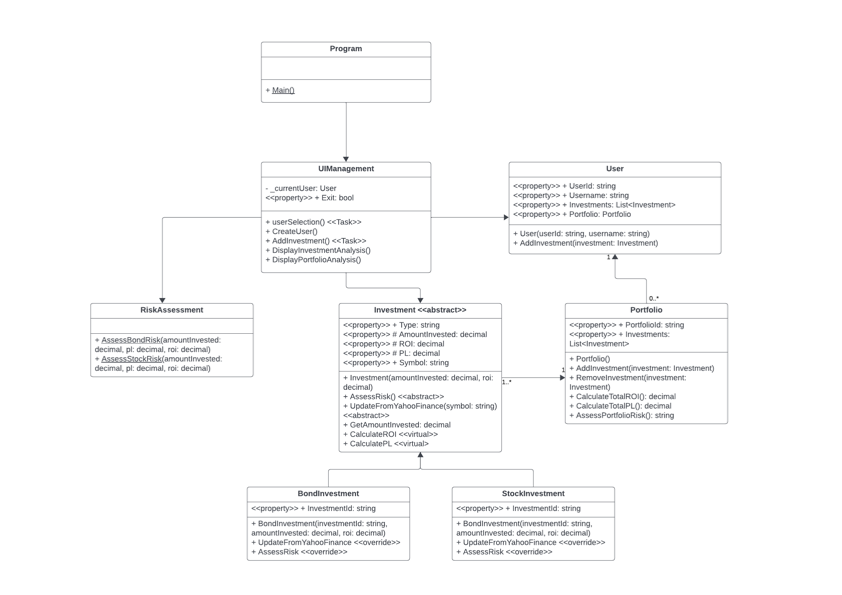 Program
+ Main()
UIManagement
- _currentUser: User
<<property>> + Exit: bool
+ userSelection() <<Task>>
+ CreateUser()
+ AddInvestment() <<Task>>
+ DisplayInvestmentAnalysis()
+ DisplayPortfolioAnalysis()
User
<<property>> + UserId: string
<<property>> + Username: string
<<property>> + Investments: List<Investment>
<<property>> + Portfolio: Portfolio
+ User(userId: string, username: string)
+ AddInvestment(investment: Investment)
1
0..*
RiskAssessment
+ AssessBondRisk(amountInvested:
decimal, pl: decimal, roi: decimal)
+ AssessStockRisk(amountInvested:
decimal, pl: decimal, roi: decimal)
Investment <<abstract>>
<<property>> + Type: string
<<property>> # AmountInvested: decimal
<<property>> # ROI: decimal
<<property>> # PL: decimal
<<property>> + Symbol: string
+ Investment(amountInvested: decimal, roi:
decimal)
+ AssessRisk() <<abstract>>
+ UpdateFromYahooFinance(symbol: string)
<<abstract>>
+ GetAmountInvested: decimal
+ CalculateROI <<virtual>>
+ CalculatePL <<virtual>
1..*
1
Portfolio
<<property>> + PortfolioId: string
<<property>> + Investments:
List<Investment>
+ Portfolio()
+ AddInvestment(investment: Investment)
+ RemoveInvestment(investment:
Investment)
+ CalculateTotalROI(): decimal
+ CalculateTotalPL(): decimal
+ AssessPortfolioRisk(): string
BondInvestment
<<property>> + InvestmentId: string
+ BondInvestment(investmentId: string,
amountInvested: decimal, roi: decimal)
+ UpdateFromYahooFinance <<override>>
+ AssessRisk <<override>>
StockInvestment
<<property>> + InvestmentId: string
+ BondInvestment(investmentId: string,
amountInvested: decimal, roi: decimal)
+ UpdateFromYahooFinance <<override>>
+ AssessRisk <<override>>